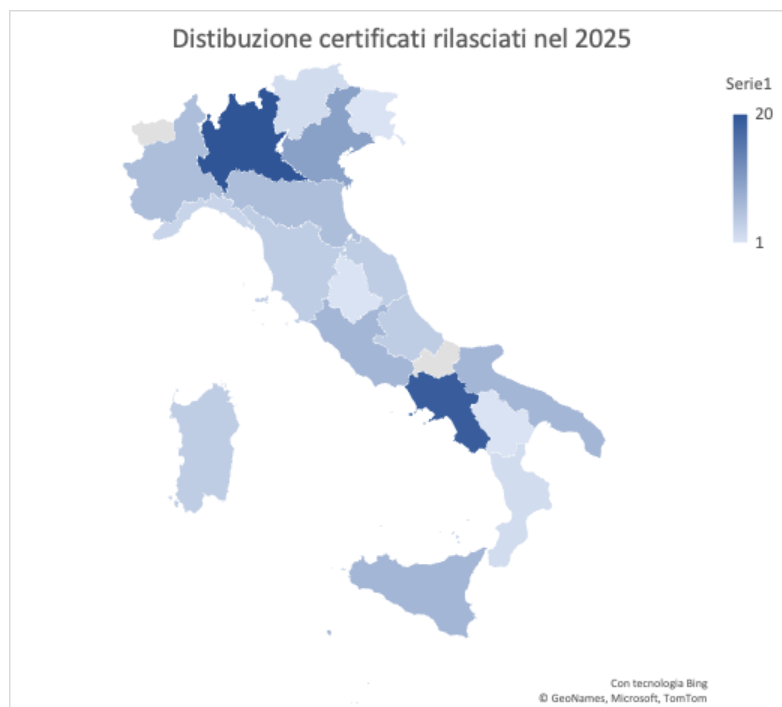 Distibuzione certificati rilasciati nel 2025
Serie1
20
1
Con tecnologia Bing
© GeoNames, Microsoft, TomTom